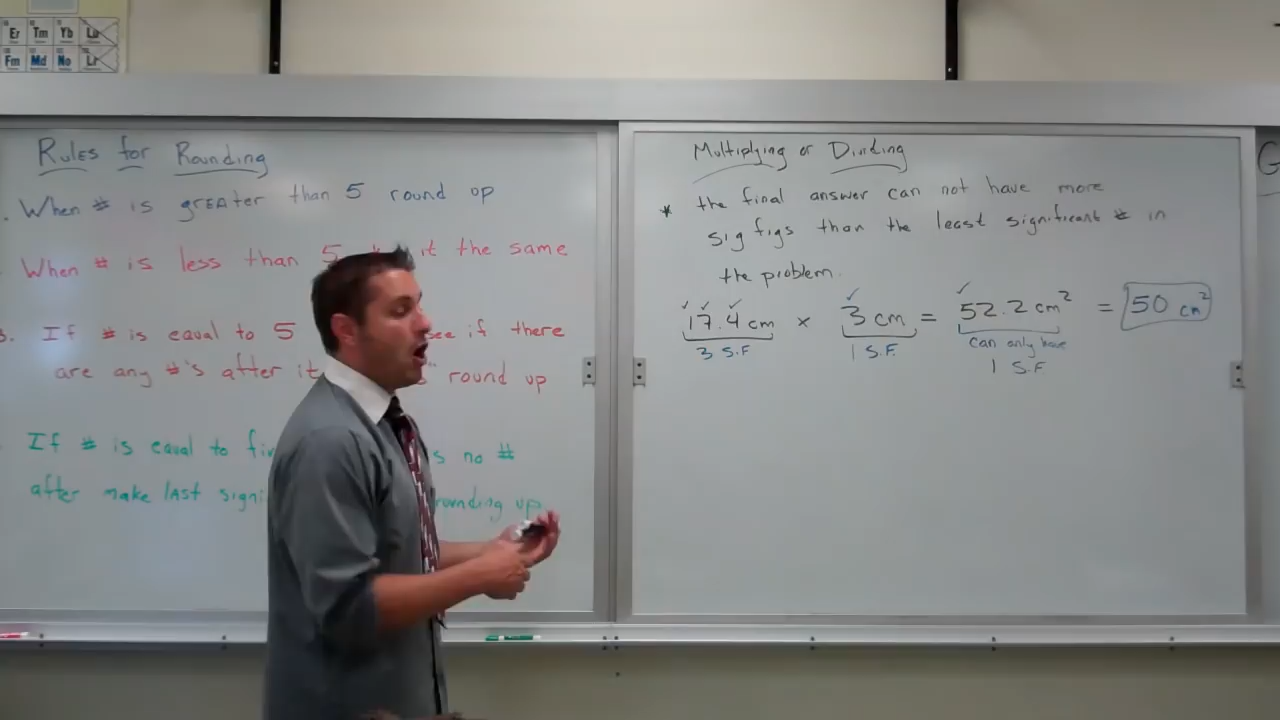 Er Tm Yb Lu
Fm Md No Lr
Rules for Rounding
. When # is greater than 5 round up
When # is less than 5 it the same
3. If # is equal to 5 see if there
are any #'s after it round up
If # is equal to s no #
after make last rounding up
Multiplying or Dividing
* the final answer can not have more
sig figs than the least significant # in
the problem.
17.4 cm × 3 cm = 52.2 cm² = 50 cm²
3 S.F 1 S.F. can only have
1 S.F
G